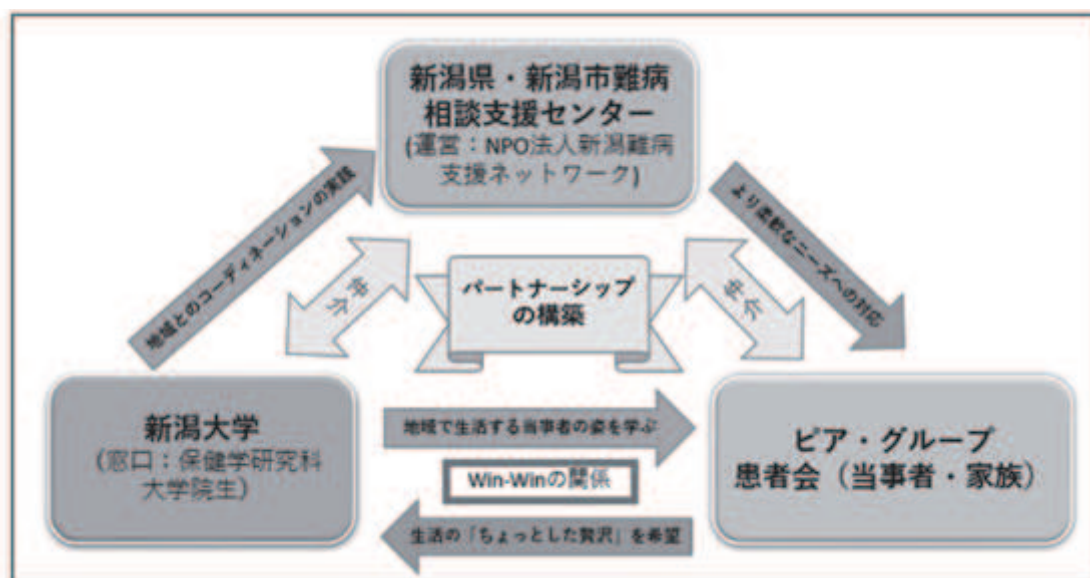 新潟県・新潟市難病
相談支援センター
(運営：NPO法人新潟難病
支援ネットワーク)
地域とのコーディネーションの実践
より柔軟なニーズへの対応
仲介
仲介
パートナーシップ
の構築
新潟大学
（窓口：保健学研究科
大学院生）
地域で生活する当事者の姿を学ぶ
Win-Winの関係
生活の「ちょっとした贅沢」を希望
ピア・グループ
患者会（当事者・家族）